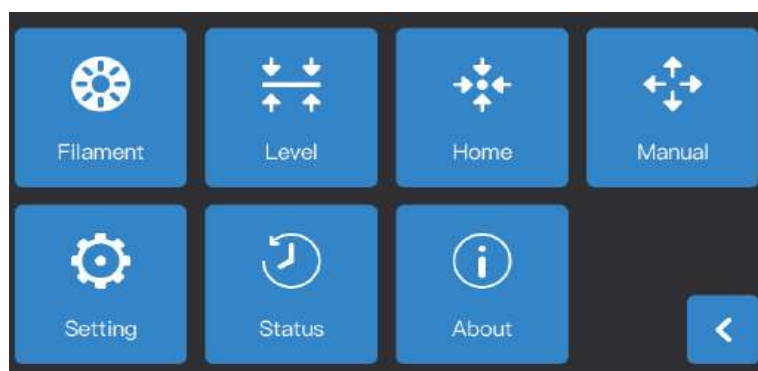 Filament
Level
Home
Manual
Setting
Status
About